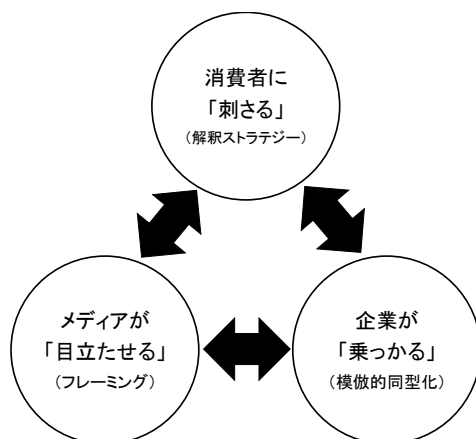 消費者に
「刺さる」
（解釈ストラテジー）
メディアが
「目立たせる」
（フレーミング）
企業が
「乗っかる」
（模倣的同型化）